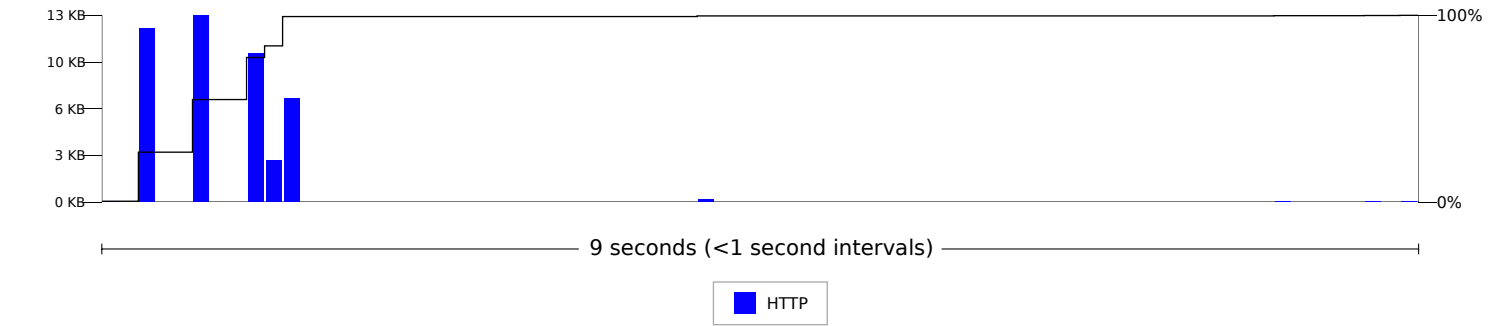 13 KB
100%
10 KB
6 KB
3 KB
0 KB
0%
9 seconds (<1 second intervals)
HTTP